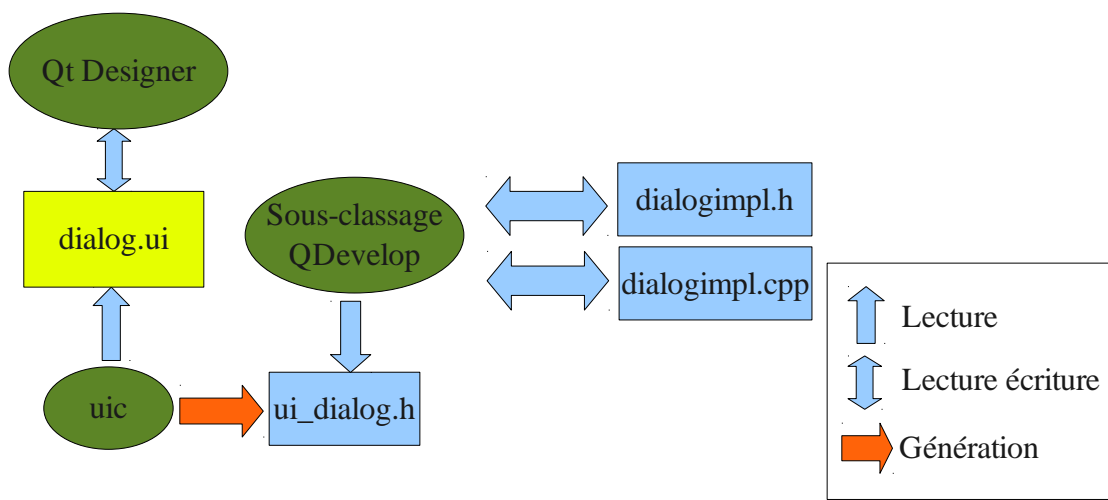 Qt Designer
dialog.ui
Sous-classage
QDevelop
dialogimpl.h
dialogimpl.cpp
uic
ui_dialog.h
Lecture
Lecture écriture
Génération